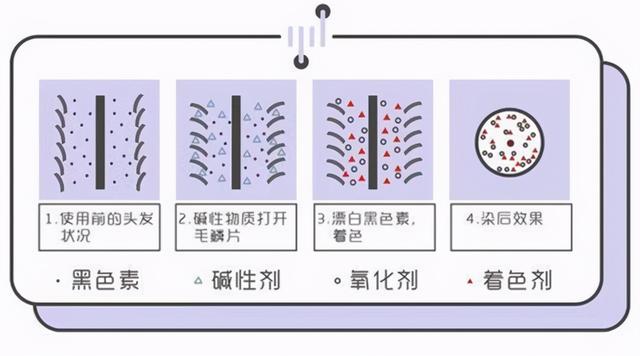 1.使用前的头发
状况
2.碱性物质打开
毛鳞片
3.漂白黑色素,
着色
4.染后效果
黑色素
碱性剂
氧化剂
着色剂